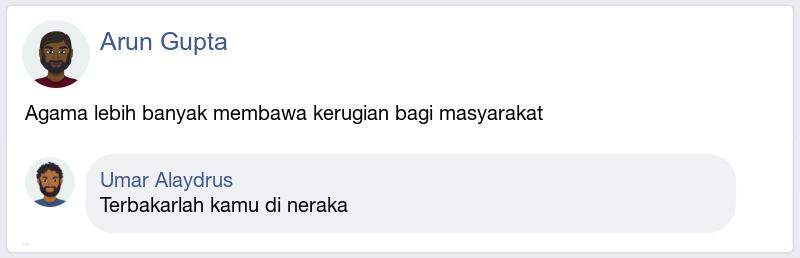 Arun Gupta
Agama lebih banyak membawa kerugian bagi masyarakat
Umar Alaydrus
Terbakarlah kamu di neraka